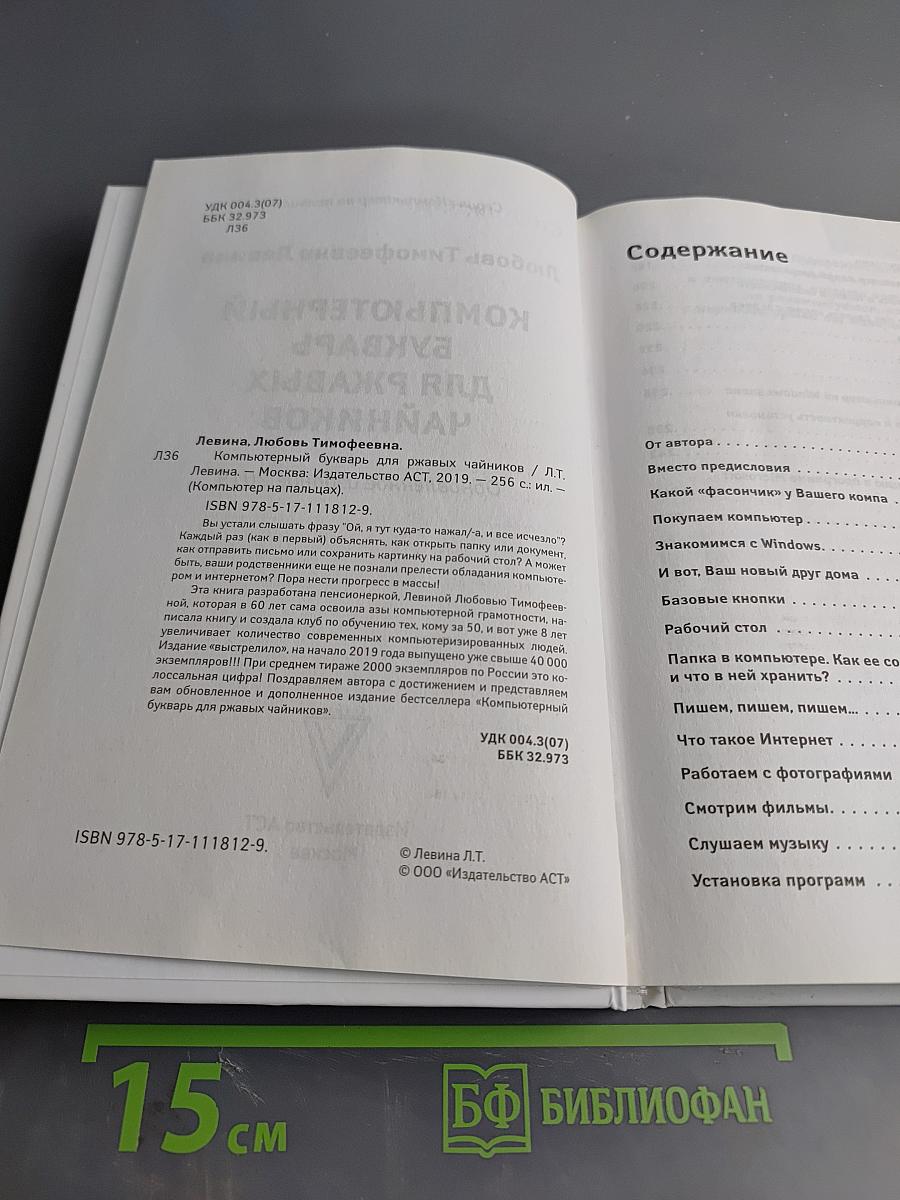 УДК 004.3(07)
ББК 32.973
Л36
КОМПЬЮТЕРНЫЙ
БУКВАРЬ
ДЛЯ РЖАВЫХ
ЧАЙНИКОВ
Левина, Любовь Тимофеевна.
Л36 Компьютерный букварь для ржавых чайников / Л.Т.
Левина. — Москва: Издательство АСТ, 2019. — 256 с.: ил. —
(Компьютер на пальцах).
ISBN 978-5-17-111812-9.
Вы устали слышать фразу "Ой, я тут куда-то нажал/-а, и все исчезло"?
Каждый раз (как в первый) объяснять, как открыть папку или документ,
как отправить письмо или сохранить картинку на рабочий стол? А может
быть, ваши родственники еще не познали прелести обладания компьюте-
ром и интернетом? Пора нести прогресс в массы!
Эта книга разработана пенсионеркой, Левиной Любовью Тимофеев-
ной, которая в 60 лет сама освоила азы компьютерной грамотности, на-
писала книгу и создала клуб по обучению тех, кому за 50, и вот уже 8 лет
увеличивает количество современных компьютеризированных людей.
Издание «выстрелило», на начало 2019 года выпущено уже свыше 40 000
экземпляров!!! При среднем тираже 2000 экземпляров по России это ко-
лоссальная цифра! Поздравляем автора с достижением и представляем
вам обновленное и дополненное издание бестселлера «Компьютерный
букварь для ржавых чайников».
УДК 004.3(07)
ББК 32.973
ISBN 978-5-17-111812-9.
© Левина Л.Т.
© ООО «Издательство АСТ»
Содержание
От автора
Вместо предисловия
Какой «фасончик» у Вашего компа
Покупаем компьютер
Знакомимся с Windows.
И вот, Ваш новый друг дома
Базовые кнопки
Рабочий стол
Папка в компьютере. Как ее со
и что в ней хранить?
Пишем, пишем, пишем...
Что такое Интернет
Работаем с фотографиями
Смотрим фильмы.
Слушаем музыку
Установка программ
15 см
БФ БИБЛИОФАН